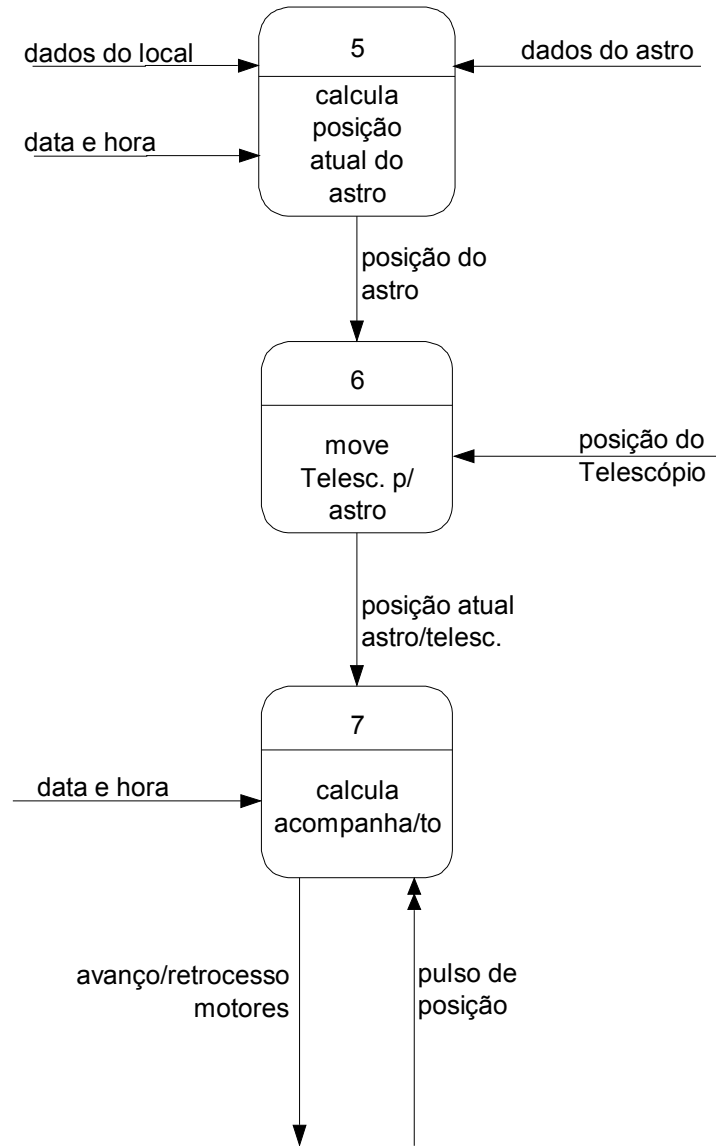 5
dados do local
dados do astro
calcula
posição
atual do
astro
data e hora
posição do
astro
6
move
Telesc. p/
astro
posição do
Telescópio
posição atual
astro/telesc.
7
data e hora
calcula
acompanha/to
avanço/retrocesso
motores
pulso de
posição